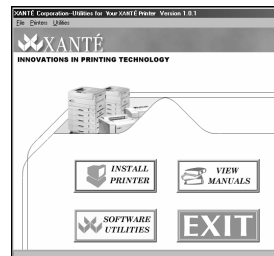 XANTÉ Corporation--Utilities for Your XANTÉ Printer Version 1.0.1
File Printers Utilities
XANTÉ
INNOVATIONS IN PRINTING TECHNOLOGY
INSTALL
PRINTER
VIEW
MANUALS
SOFTWARE
UTILITIES
EXIT